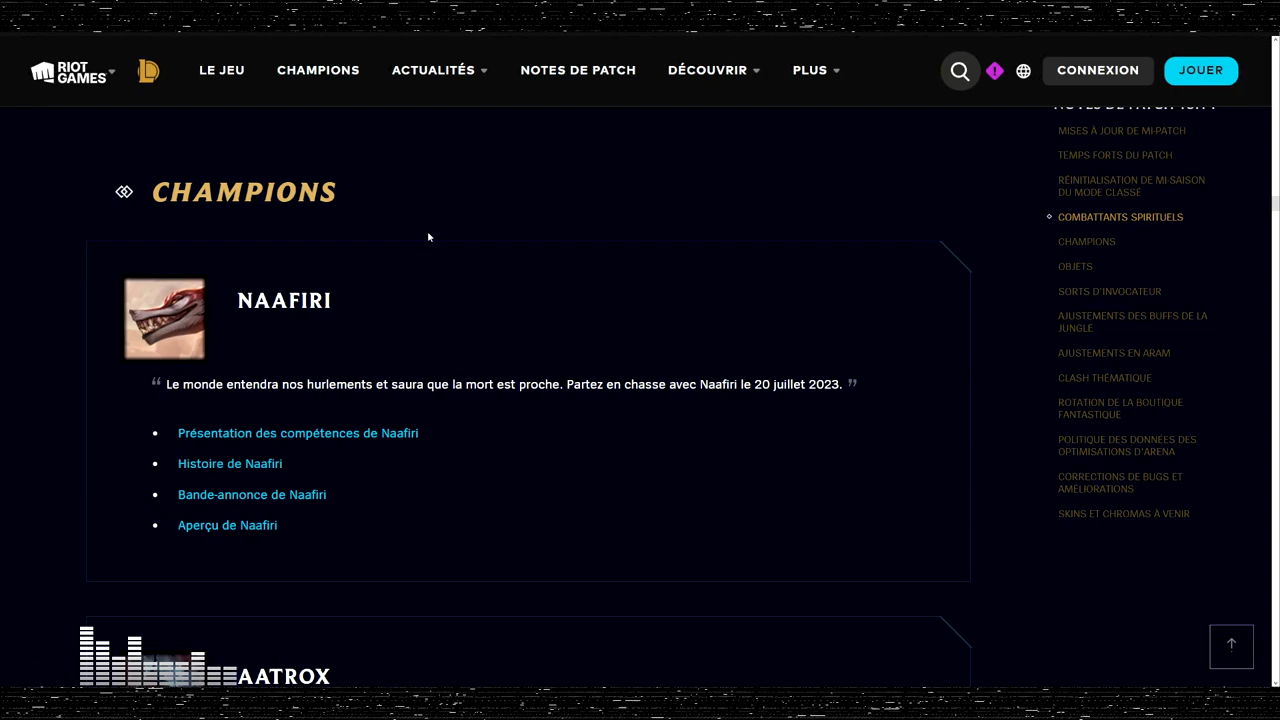 RIOT GAMES
LE JEU
CHAMPIONS
ACTUALITÉS
NOTES DE PATCH
DÉCOUVRIR
PLUS
CONNEXION
JOUER
MISES À JOUR DE MI-PATCH
TEMPS FORTS DU PATCH
RÉINITIALISATION DE MI-SAISON
DU MODE CLASSÉ
COMBATTANTS SPIRITUELS
CHAMPIONS
OBJETS
SORTS D'INVOCATEUR
AJUSTEMENTS DES BUFFS DE LA
JUNGLE
AJUSTEMENTS EN ARAM
CLASH THÉMATIQUE
ROTATION DE LA BOUTIQUE
FANTASTIQUE
POLITIQUE DES DONNÉES DES
OPTIMISATIONS D'ARENA
CORRECTIONS DE BUGS ET
AMÉLIORATIONS
SKINS ET CHROMAS À VENIR
CHAMPIONS
NAAFIRI
“ Le monde entendra nos hurlements et saura que la mort est proche. Partez en chasse avec Naafiri le 20 juillet 2023. ”
• Présentation des compétences de Naafiri
• Histoire de Naafiri
• Bande-annonce de Naafiri
• Aperçu de Naafiri
AATROX